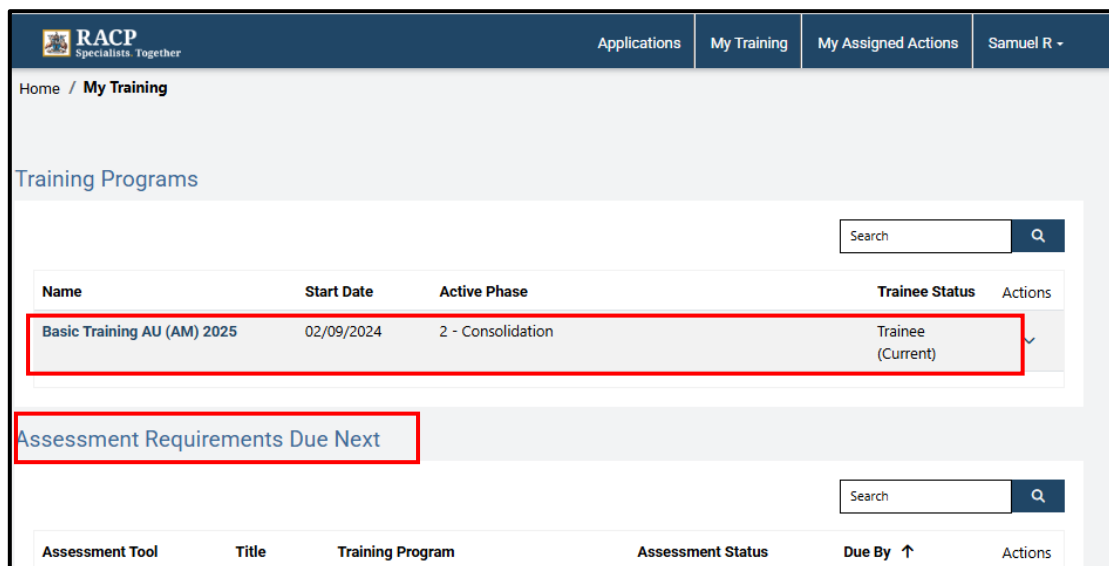 RACP
Specialists. Together
Applications My Training My Assigned Actions Samuel R
Home / My Training
Training Programs
Search
Name Start Date Active Phase Trainee Status Actions
Basic Training AU (AM) 2025 02/09/2024 2 - Consolidation Trainee
(Current)
Assessment Requirements Due Next
Search
Assessment Tool Title Training Program Assessment Status Due By ↑ Actions